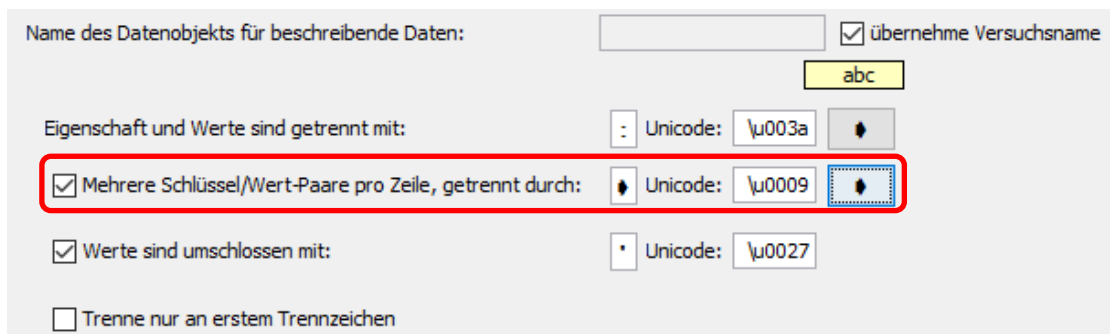 Name des Datenobjekts für beschreibende Daten: übernehme Versuchsname
abc
Eigenschaft und Werte sind getrennt mit: : Unicode: \u003a ➧
Mehrere Schlüssel/Wert-Paare pro Zeile, getrennt durch: ➧ Unicode: \u0009 ➧
Werte sind umschlossen mit: ' Unicode: \u0027
Trenne nur an erstem Trennzeichen